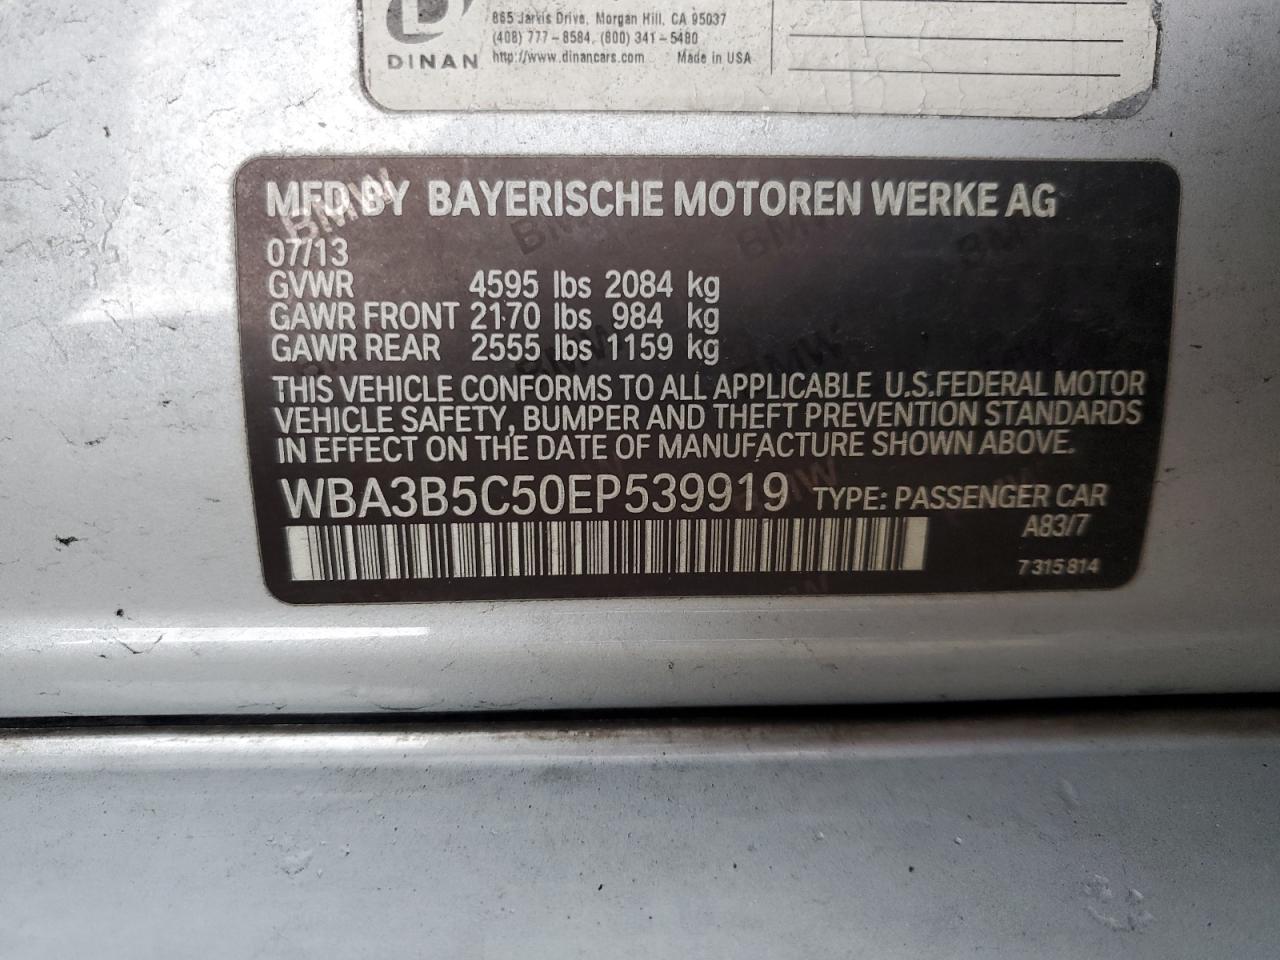 865 Jarvis Drive, Morgan Hill, CA 95037
(408) 777-8584, (800) 341-5480
http://www.dinancars.com Made in USA
DINAN
MFD BY BAYERISCHE MOTOREN WERKE AG
07/13
GVWR 4595 lbs 2084 kg
GAWR FRONT 2170 lbs 984 kg
GAWR REAR 2555 lbs 1159 kg
THIS VEHICLE CONFORMS TO ALL APPLICABLE U.S.FEDERAL MOTOR
VEHICLE SAFETY, BUMPER AND THEFT PREVENTION STANDARDS
IN EFFECT ON THE DATE OF MANUFACTURE SHOWN ABOVE.
WBA3B5C50EP539919 TYPE: PASSENGER CAR
A83/7
7 315 814